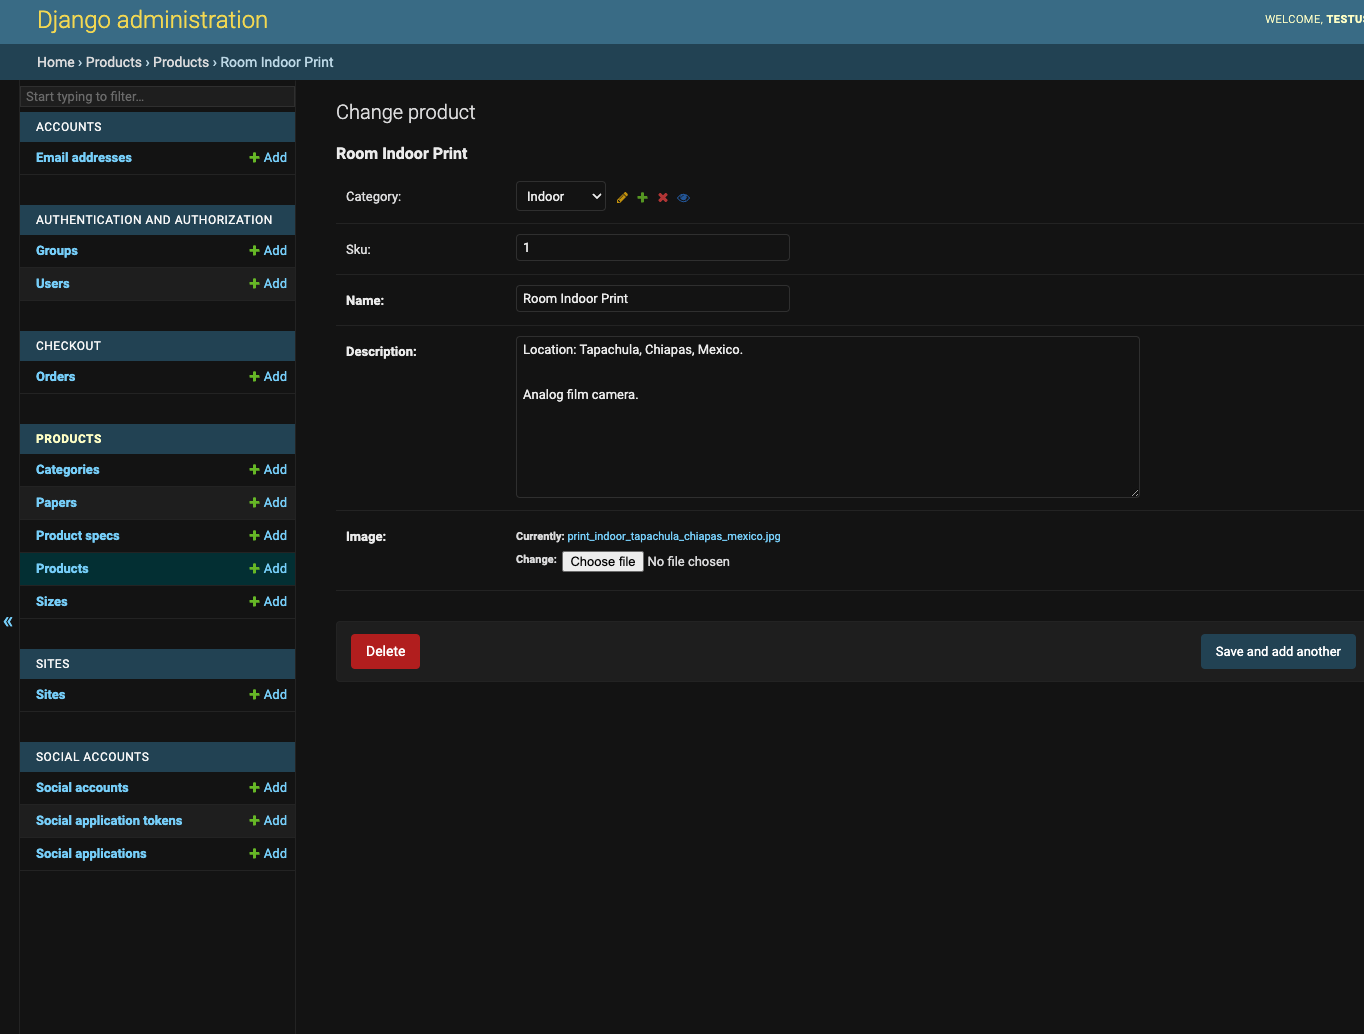 Django administration
WELCOME,
Home › Products › Products › Room Indoor Print
Start typing to filter...
ACCOUNTS
Email addresses Add
AUTHENTICATION AND AUTHORIZATION
Groups Add
Users Add
CHECKOUT
Orders Add
PRODUCTS
Categories Add
Papers Add
Product specs Add
Products Add
Sizes Add
«
SITES
Sites Add
SOCIAL ACCOUNTS
Social accounts Add
Social application tokens Add
Social applications Add
Change product
Room Indoor Print
Category: Indoor
Sku: 1
Name: Room Indoor Print
Description: Location: Tapachula, Chiapas, Mexico.
Analog film camera.
Image: Currently: print_indoor_tapachula_chiapas_mexico.jpg
Change: Choose file No file chosen
Delete Save and add another